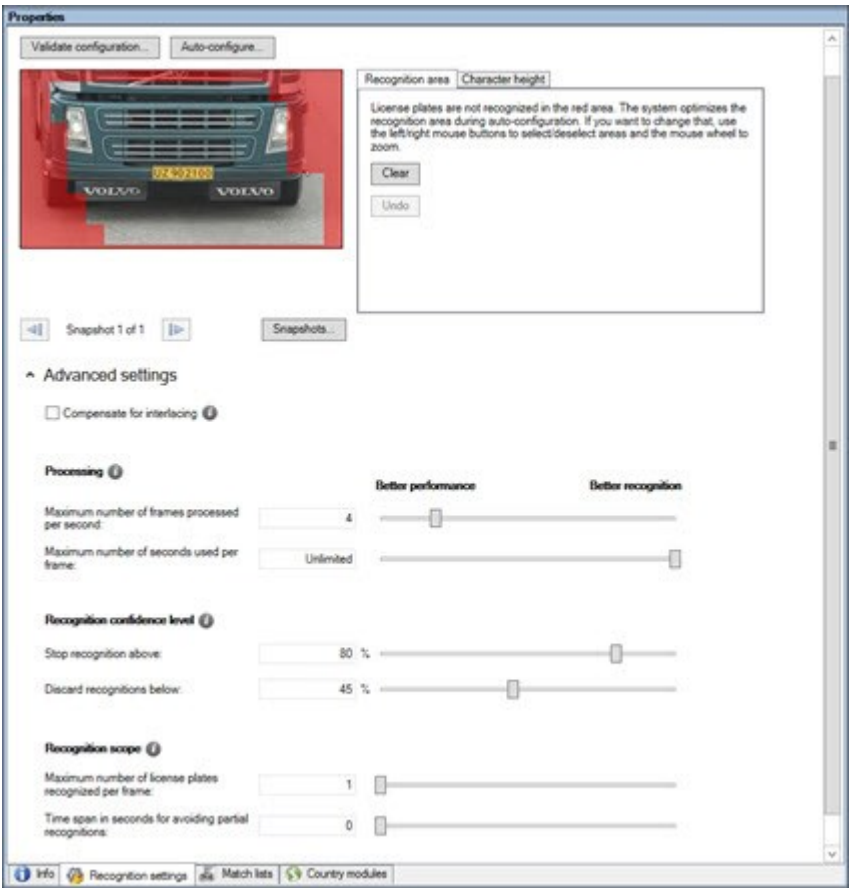 Properties
Validate configuration...
Auto-configure...
Recognition area
Character height
License plates are not recognized in the red area. The system optimizes the
recognition area during auto-configuration. If you want to change that, use
the left/right mouse buttons to select/deselect areas and the mouse wheel to
zoom.
Clear
Undo
UZ 902100
VOLVO VOLVO
Snapshot 1 of 1
Snapshots...
Advanced settings
Compensate for interlacing
Processing
Better performance Better recognition
Maximum number of frames processed
per second:
4
Maximum number of seconds used per
frame:
Unlimited
Recognition confidence level
Stop recognition above: 80 %
Discard recognitions below: 45 %
Recognition scope
Maximum number of license plates
recognized per frame:
1
Time span in seconds for avoiding partial
recognitions:
0
Info Recognition settings Match lists Country modules